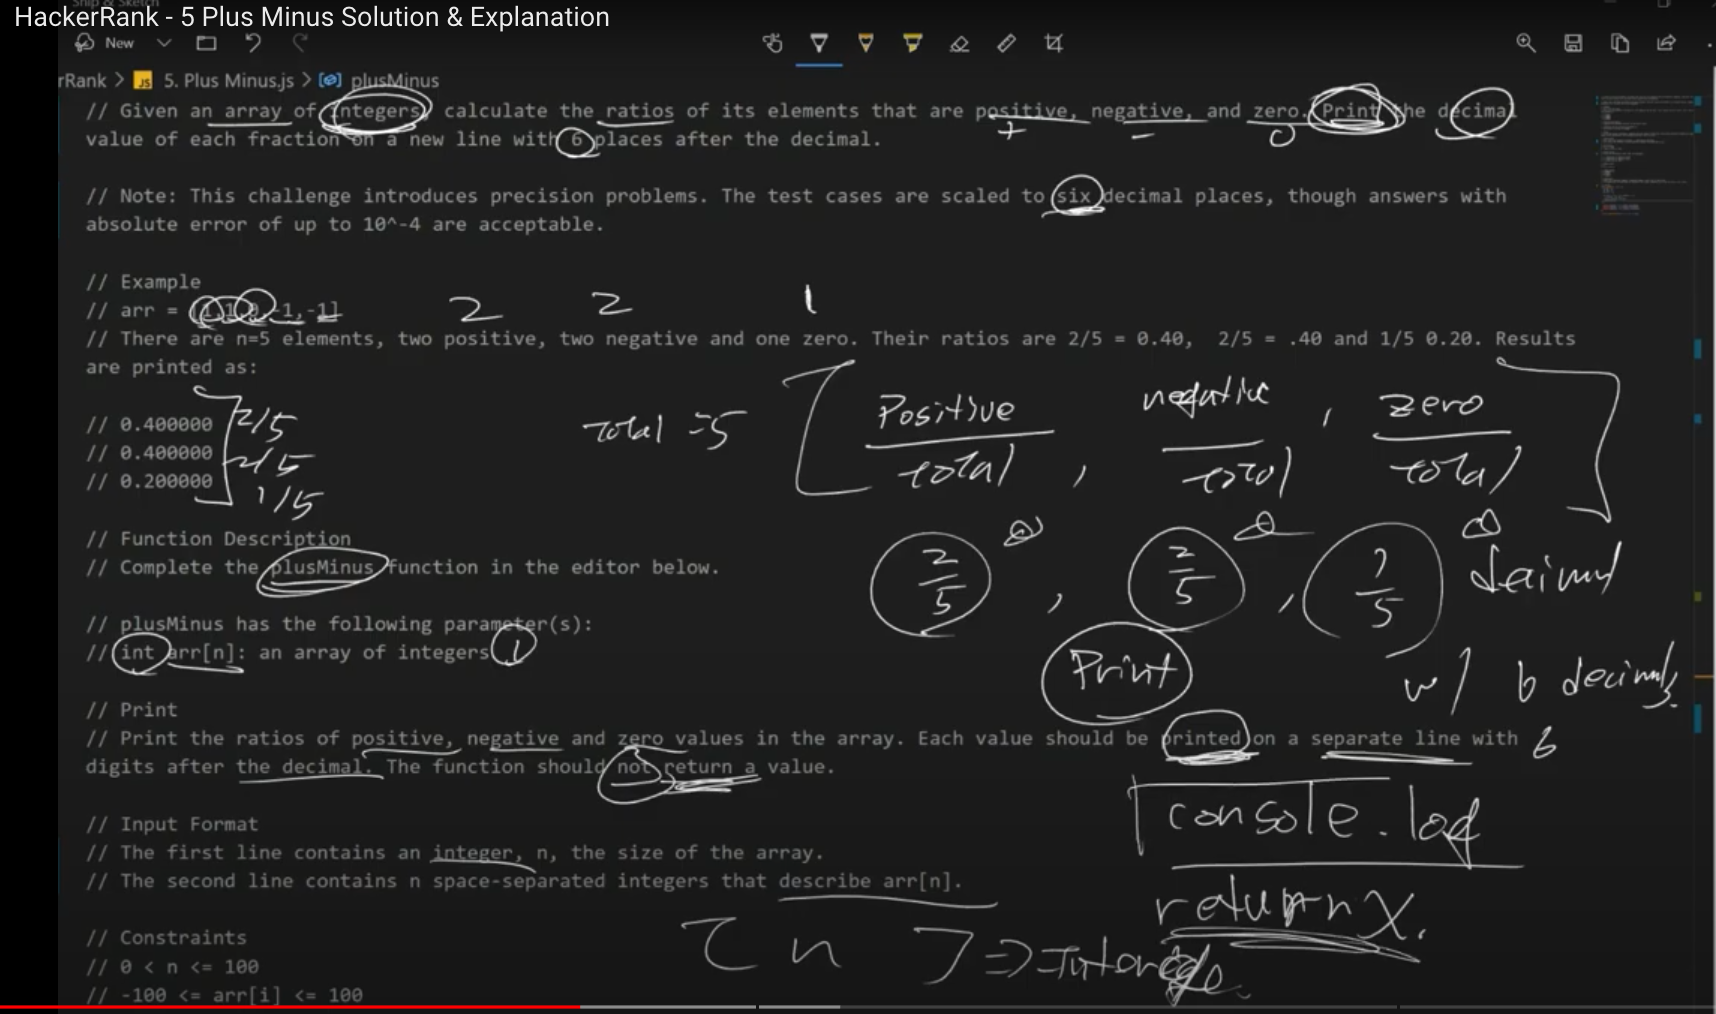 HackerRank - 5 Plus Minus Solution & Explanation
New
rRank > JS 5. Plus Minus.js > plusMinus
// Given an array of integers, calculate the ratios of its elements that are positive, negative, and zero. Print the decimal
value of each fraction on a new line with 6 places after the decimal.
+ - 0
// Note: This challenge introduces precision problems. The test cases are scaled to six decimal places, though answers with
absolute error of up to 10^-4 are acceptable.
// Example
// arr = [1,1,0,-1,-1]
2 2 1
// There are n=5 elements, two positive, two negative and one zero. Their ratios are 2/5 = 0.40,  2/5 = .40 and 1/5 0.20. Results
are printed as:
// 0.400000 2/5
// 0.400000 2/5
// 0.200000 1/5
total = 5
[ Positive , negative , zero ]
total total total
2/5 , 2/5 , 1/5 decimal
Print w/ 6 decimals.
// Function Description
// Complete the plusMinus function in the editor below.
// plusMinus has the following parameter(s):
// int arr[n]: an array of integers 1
// Print
// Print the ratios of positive, negative and zero values in the array. Each value should be printed on a separate line with 6
digits after the decimal. The function should not return a value.
console.log
return X.
// Input Format
// The first line contains an integer, n, the size of the array.
// The second line contains n space-separated integers that describe arr[n].
[ n ] =>
// Constraints
// 0 < n <= 100
// -100 <= arr[i] <= 100